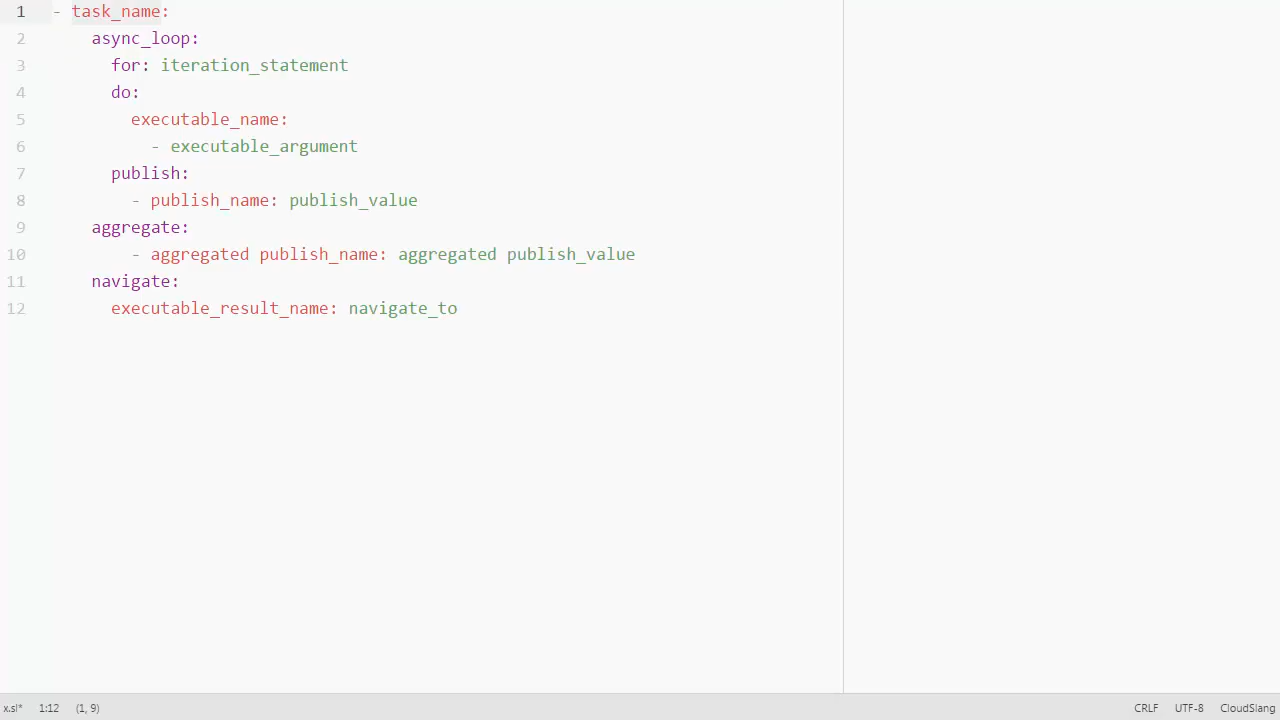 1 - task_name:
2 async_loop:
3 for: iteration_statement
4 do:
5 executable_name:
6 - executable_argument
7 publish:
8 - publish_name: publish_value
9 aggregate:
10 - aggregated publish_name: aggregated publish_value
11 navigate:
12 executable_result_name: navigate_to
x.sl* 1:12 (1, 9) CRLF UTF-8 CloudSlang